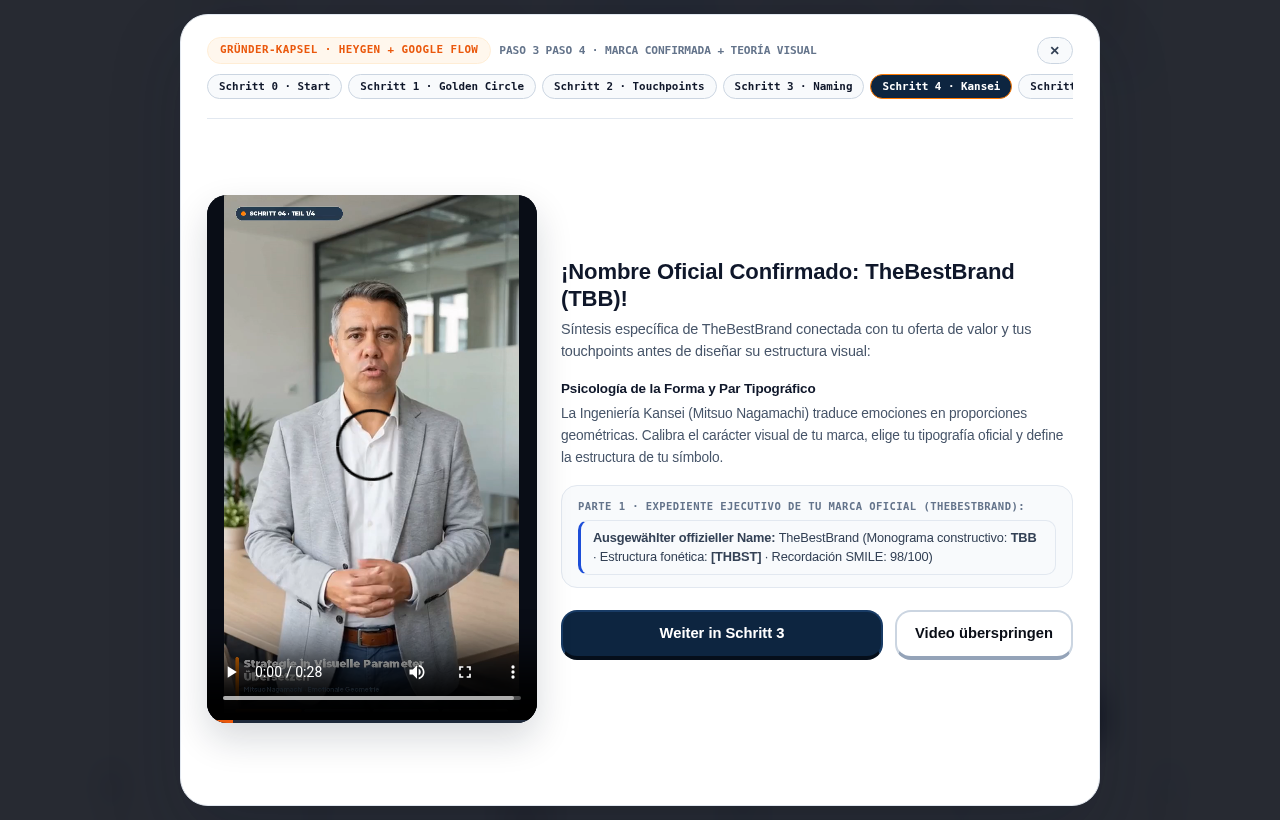 GRÜNDER-KAPSEL · HEYGEN + GOOGLE FLOW
PASO 3 PASO 4 · MARCA CONFIRMADA + TEORÍA VISUAL
✕
Schritt 0 · Start
Schritt 1 · Golden Circle
Schritt 2 · Touchpoints
Schritt 3 · Naming
Schritt 4 · Kansei
Schritt
SCHRITT 04 · TEIL 1/4
Strategie in Visuelle Parameter
Übersetzen
0:00 / 0:28
¡Nombre Oficial Confirmado: TheBestBrand
(TBB)!
Síntesis específica de TheBestBrand conectada con tu oferta de valor y tus
touchpoints antes de diseñar su estructura visual:
Psicología de la Forma y Par Tipográfico
La Ingeniería Kansei (Mitsuo Nagamachi) traduce emociones en proporciones
geométricas. Calibra el carácter visual de tu marca, elige tu tipografía oficial y define
la estructura de tu símbolo.
PARTE 1 · EXPEDIENTE EJECUTIVO DE TU MARCA OFICIAL (THEBESTBRAND):
Ausgewählter offizieller Name: TheBestBrand (Monograma constructivo: TBB
· Estructura fonética: [THBST] · Recordación SMILE: 98/100)
Weiter in Schritt 3
Video überspringen